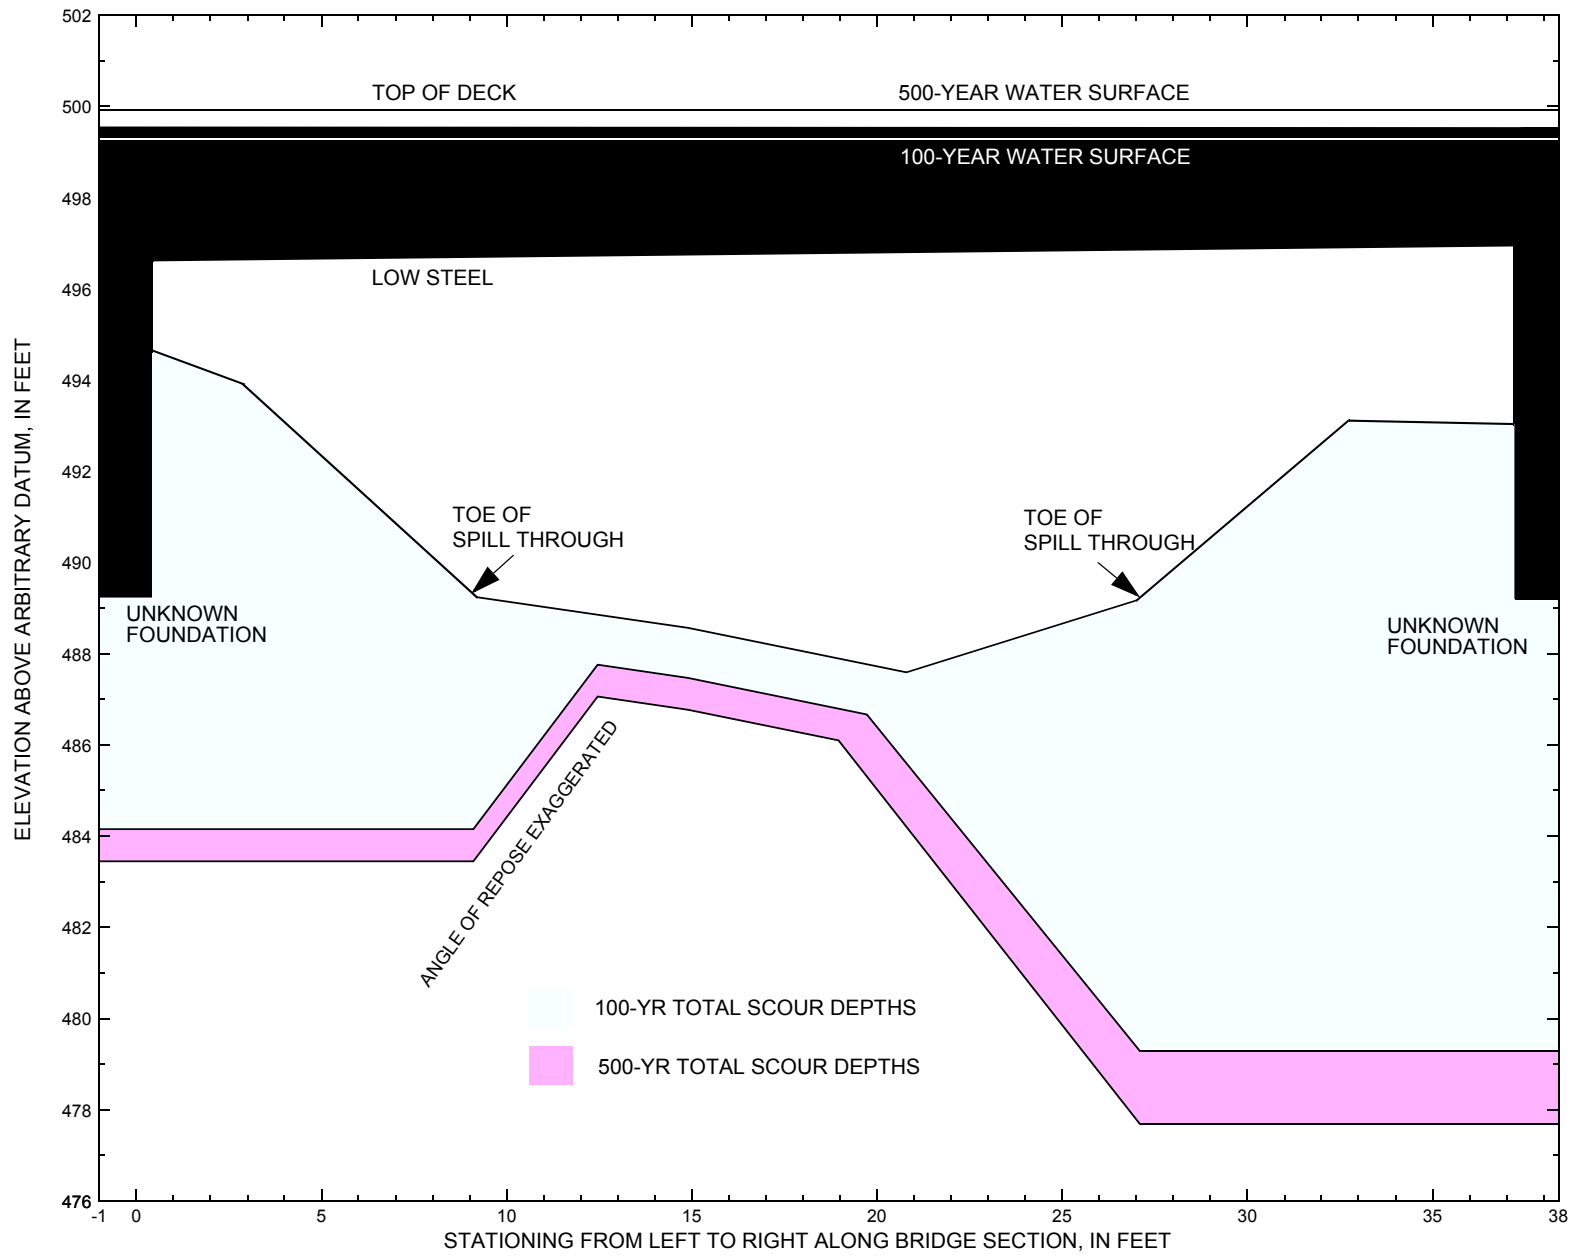 502
TOP OF DECK
500-YEAR WATER SURFACE
500
100-YEAR WATER SURFACE
498
LOW STEEL
496
494
492
TOE OF
SPILL THROUGH
TOE OF
SPILL THROUGH
490
UNKNOWN
FOUNDATION
UNKNOWN
FOUNDATION
488
486
484
482
480
478
476
ELEVATION ABOVE ARBITRARY DATUM, IN FEET
ANGLE OF REPOSE EXAGGERATED
100-YR TOTAL SCOUR DEPTHS
500-YR TOTAL SCOUR DEPTHS
-1 0 5 10 15 20 25 30 35 38
STATIONING FROM LEFT TO RIGHT ALONG BRIDGE SECTION, IN FEET